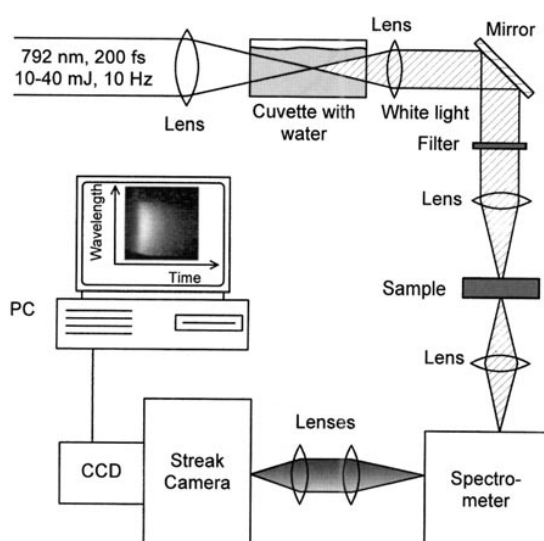 792 nm, 200 fs
10-40 mJ, 10 Hz
Lens
Cuvette with
water
Lens
White light
Mirror
Filter
Lens
Sample
Lens
Wavelength
Time
PC
CCD
Streak
Camera
Lenses
Spectro-
meter